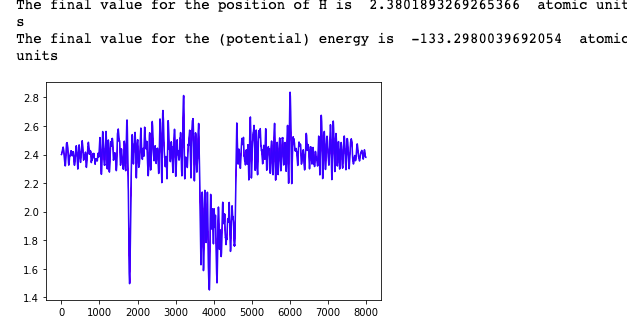 The final value for the position of H is  2.3801893269265366  atomic unit
s
The final value for the (potential) energy is  -133.2980039692054  atomic
units
2.8
2.6
2.4
2.2
2.0
1.8
1.6
1.4
0 1000 2000 3000 4000 5000 6000 7000 8000